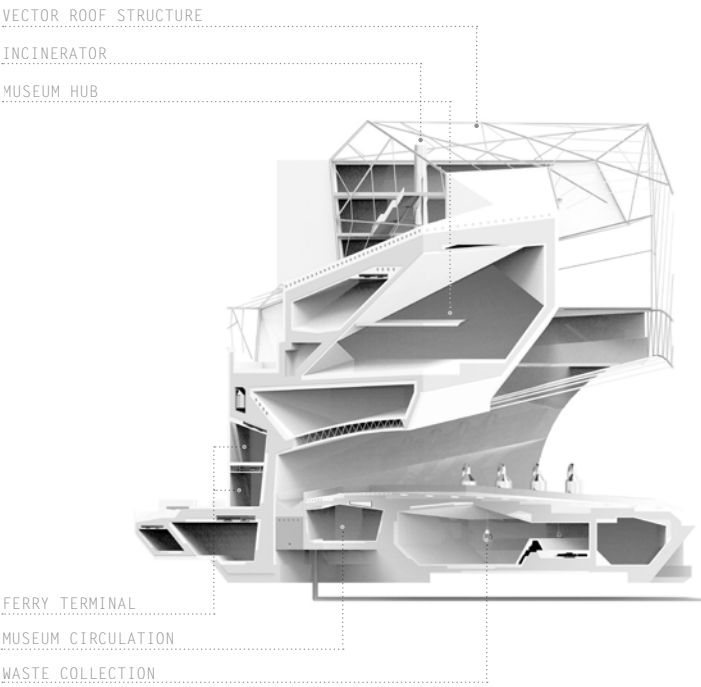 VECTOR ROOF STRUCTURE
INCINERATOR
MUSEUM HUB
FERRY TERMINAL
MUSEUM CIRCULATION
WASTE COLLECTION